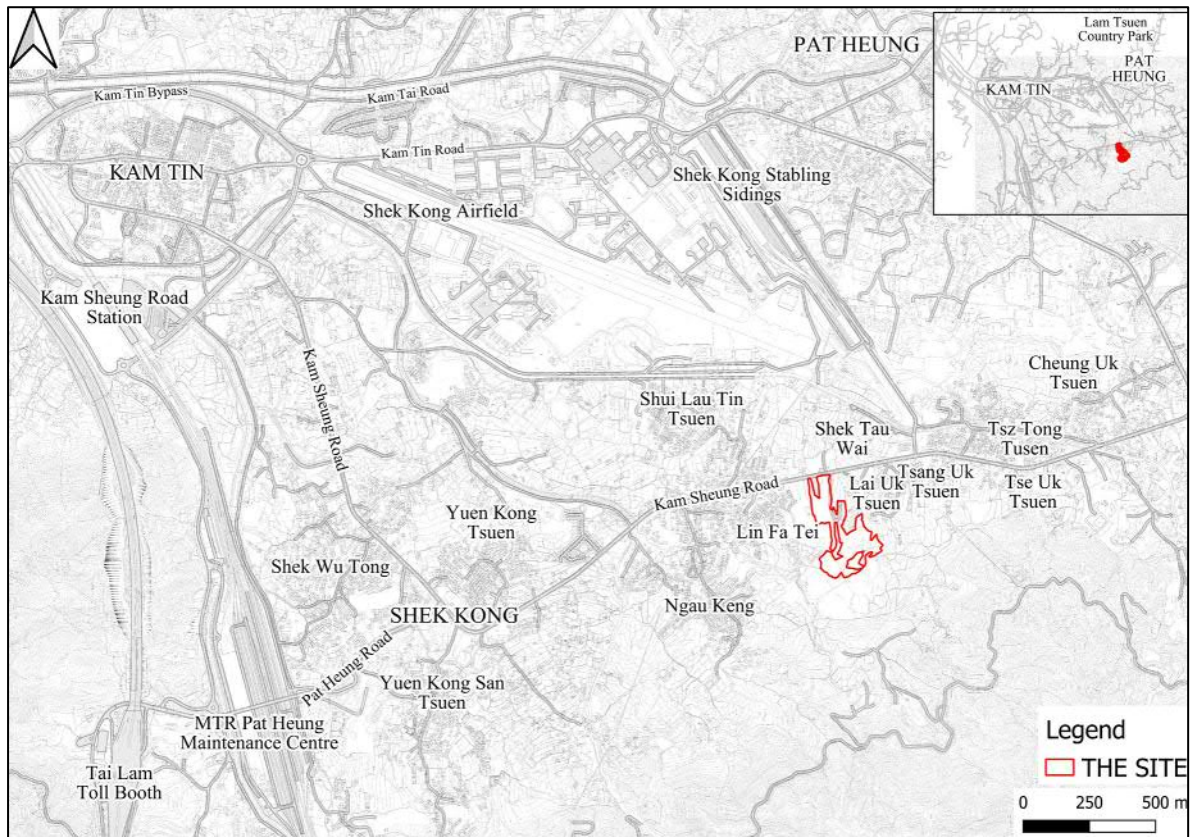 Lam Tsuen
Country Park
PAT
HEUNG
KAM TIN
PAT HEUNG
Kam Tin Bypass
Kam Tai Road
Kam Tin Road
KAM TIN
Shek Kong Stabling
Sidings
Shek Kong Airfield
Kam Sheung Road
Station
Kam Sheung Road
Cheung Uk
Tsuen
Shui Lau Tin
Tsuen
Shek Tau
Wai
Tsz Tong
Tusen
Tsang Uk
Tsuen
Lai Uk
Tsuen
Tse Uk
Tsuen
Kam Sheung Road
Yuen Kong
Tsuen
Lin Fa Tei
Shek Wu Tong
Ngau Keng
SHEK KONG
Pat Heung Road
Yuen Kong San
Tsuen
MTR Pat Heung
Maintenance Centre
Tai Lam
Toll Booth
Legend
THE SITE
0 250 500 m